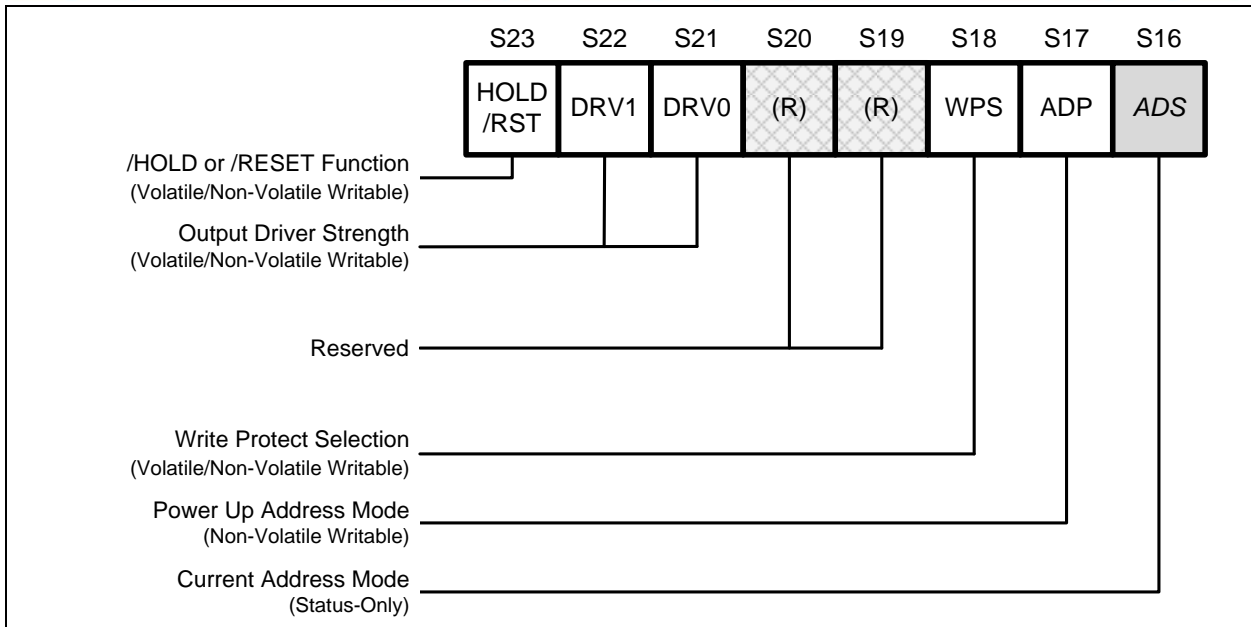 S23 S22 S21 S20 S19 S18 S17 S16
HOLD
/RST DRV1 DRV0 (R) (R) WPS ADP ADS
/HOLD or /RESET Function
(Volatile/Non-Volatile Writable)
Output Driver Strength
(Volatile/Non-Volatile Writable)
Reserved
Write Protect Selection
(Volatile/Non-Volatile Writable)
Power Up Address Mode
(Non-Volatile Writable)
Current Address Mode
(Status-Only)